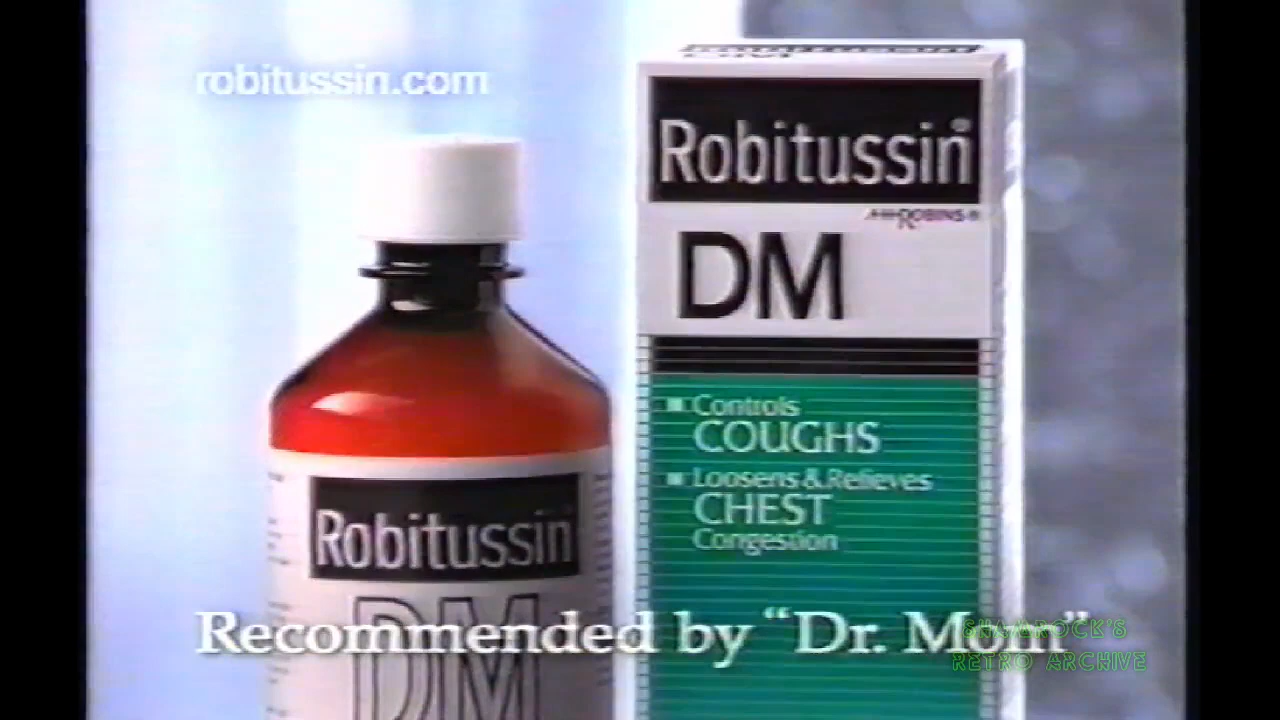 robitussin.com
Robitussin®
ROBINS
DM
Controls
COUGHS
Loosens & Relieves
CHEST
Congestion
Robitussin
DM
Recommended by “Dr. Mom”
SHAMROCK'S
RETRO ARCHIVE